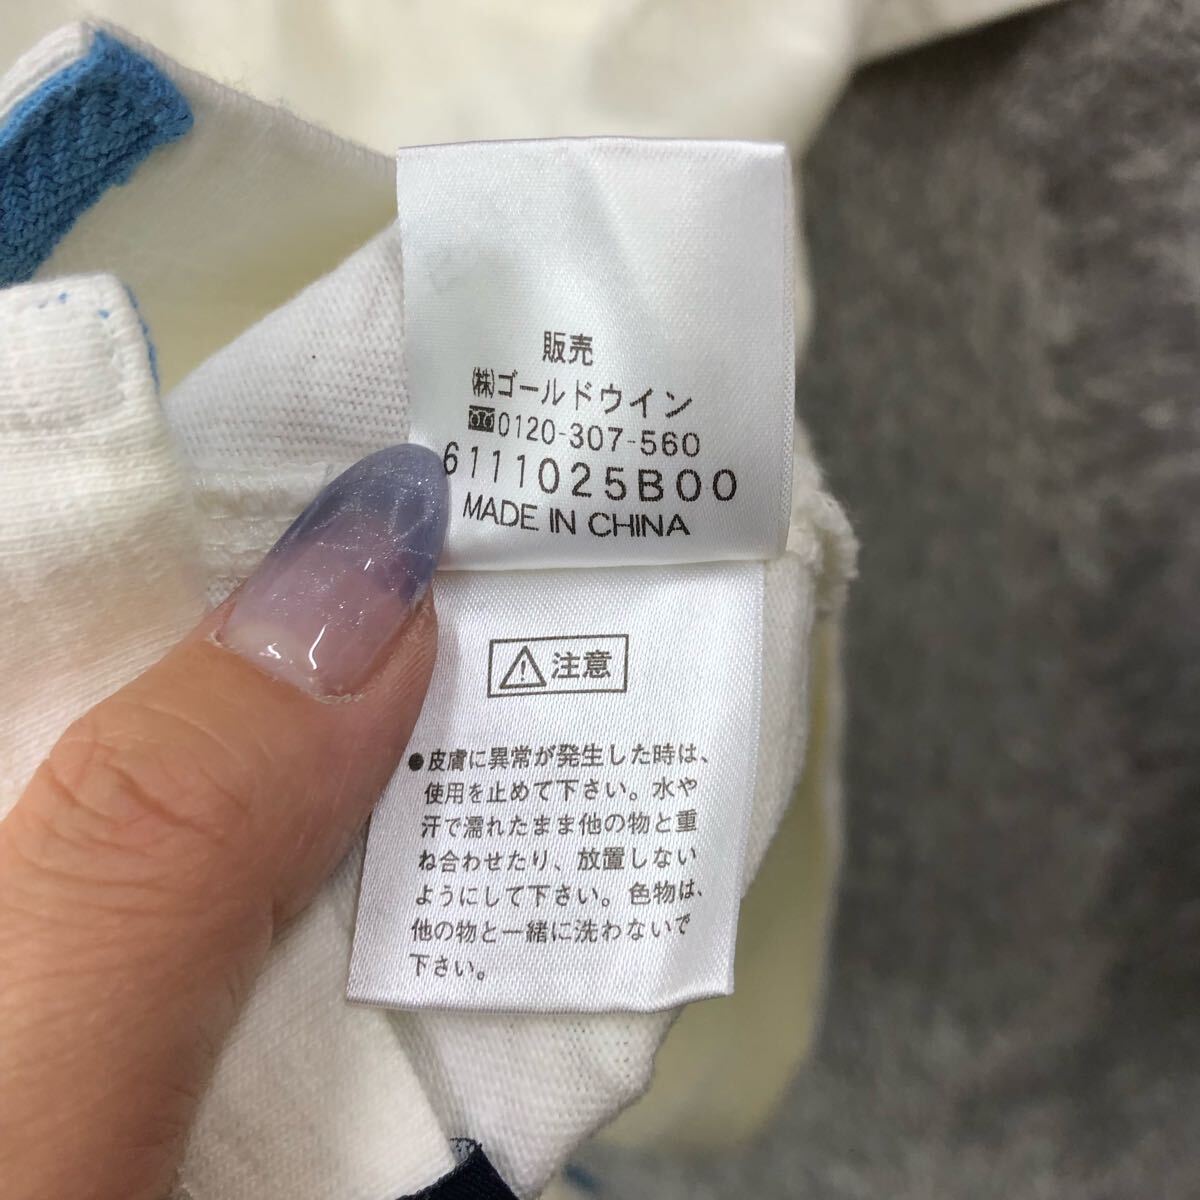 販売
㈱ゴールドウイン
0120-307-560
6111025B00
MADE IN CHINA
注意
●皮膚に異常が発生した時は、
使用を止めて下さい。水や
汗で濡れたまま他の物と重
ね合わせたり、放置しない
ようにして下さい。色物は、
他の物と一緒に洗わないで
下さい。